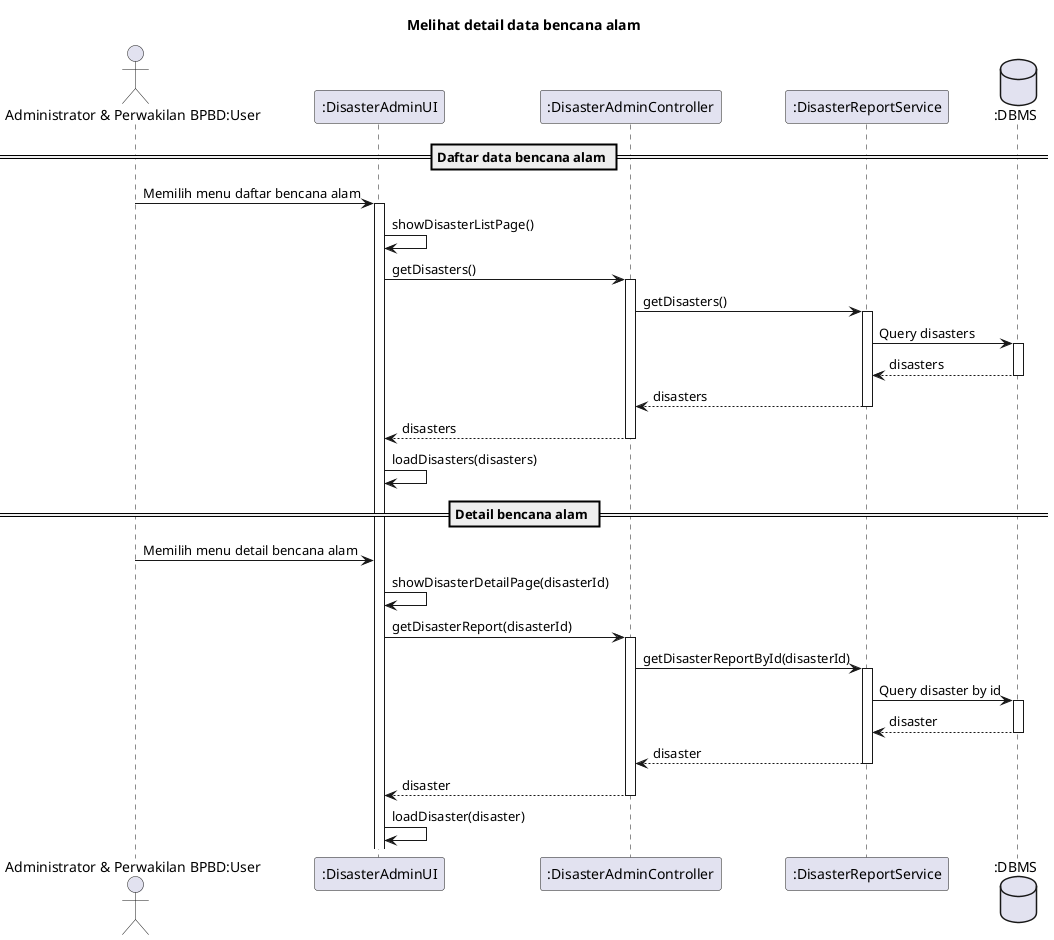 Melihat detail data bencana alam
Administrator & Perwakilan BPBD:User
:DisasterAdminUI
:DisasterAdminController
:DisasterReportService
:DBMS
Daftar data bencana alam
Memilih menu daftar bencana alam
showDisasterListPage()
getDisasters()
getDisasters()
Query disasters
disasters
disasters
disasters
loadDisasters(disasters)
Detail bencana alam
Memilih menu detail bencana alam
showDisasterDetailPage(disasterId)
getDisasterReport(disasterId)
getDisasterReportById(disasterId)
Query disaster by id
disaster
disaster
disaster
loadDisaster(disaster)
Administrator & Perwakilan BPBD:User
:DisasterAdminUI
:DisasterAdminController
:DisasterReportService
:DBMS